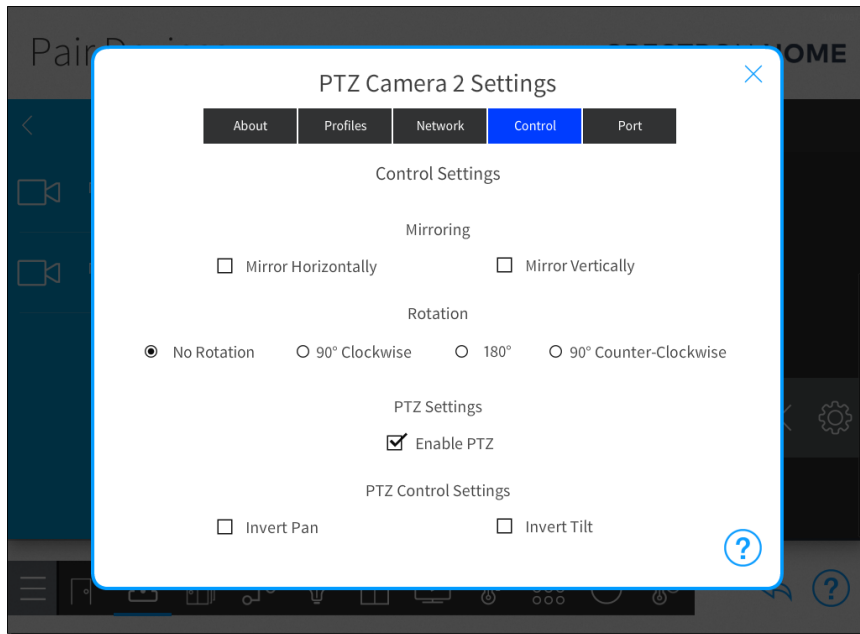 PTZ Camera 2 Settings
About Profiles Network Control Port
Control Settings
Mirroring
Mirror Horizontally Mirror Vertically
Rotation
No Rotation 90° Clockwise 180° 90° Counter-Clockwise
PTZ Settings
Enable PTZ
PTZ Control Settings
Invert Pan Invert Tilt
?
?